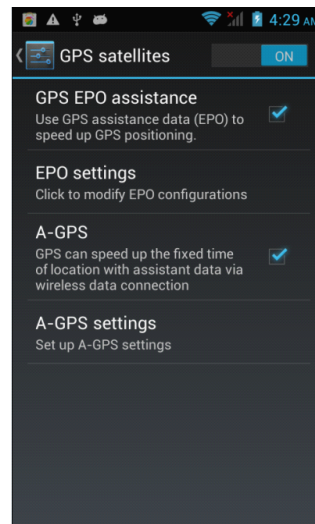 4:29 AM
GPS satellites
ON
GPS EPO assistance
Use GPS assistance data (EPO) to
speed up GPS positioning.
EPO settings
Click to modify EPO configurations
A-GPS
GPS can speed up the fixed time
of location with assistant data via
wireless data connection
A-GPS settings
Set up A-GPS settings